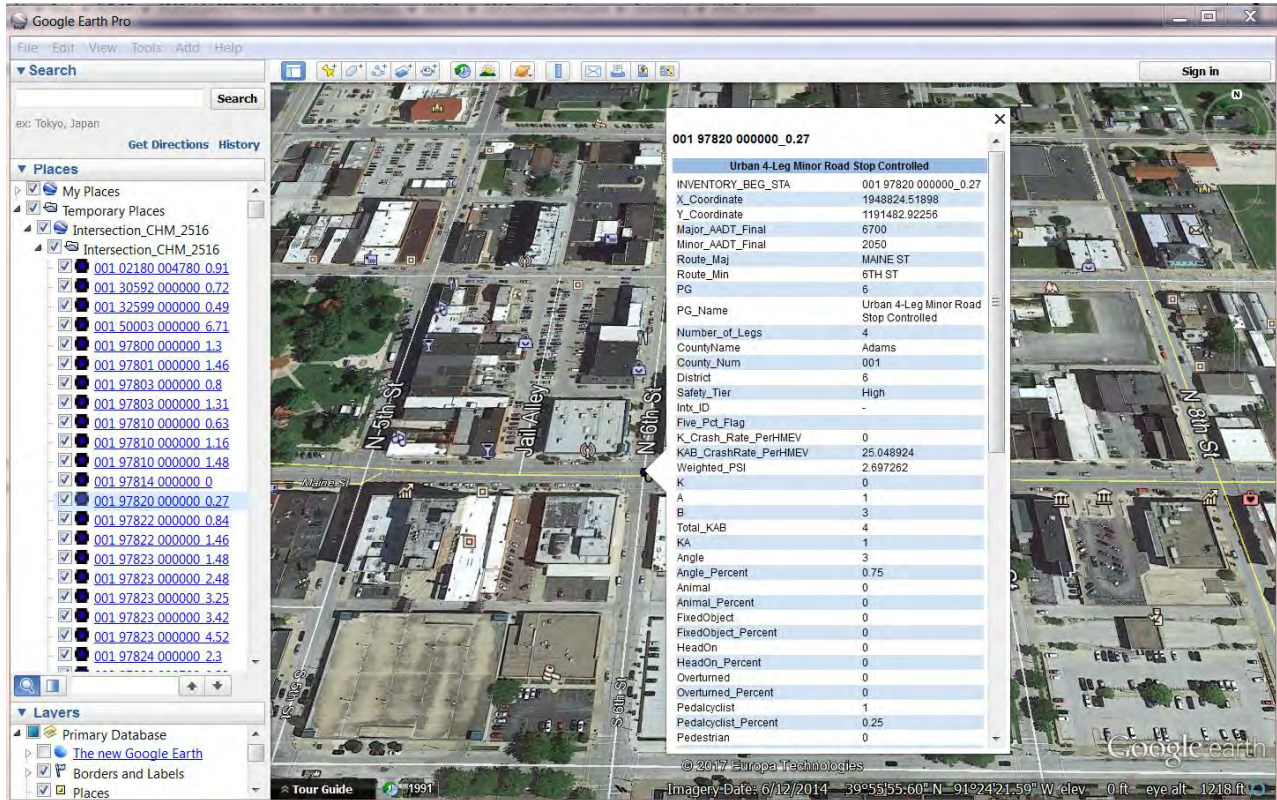 Google Earth Pro
File Edit View Tools Add Help
Search
Search
ex: Tokyo, Japan
Get Directions History
Places
My Places
Temporary Places
Intersection_CHM_2516
Intersection_CHM_2516
001 02180 004780 0.91
001 30592 000000 0.72
001 32599 000000 0.49
001 50003 000000 6.71
001 97800 000000 1.3
001 97801 000000 1.46
001 97803 000000 0.8
001 97803 000000 1.31
001 97810 000000 0.63
001 97810 000000 1.16
001 97810 000000 1.48
001 97814 000000 0
001 97820 000000 0.27
001 97822 000000 0.84
001 97822 000000 1.46
001 97823 000000 1.48
001 97823 000000 2.48
001 97823 000000 3.25
001 97823 000000 3.42
001 97823 000000 4.52
001 97824 000000 2.3
Layers
Primary Database
The new Google Earth
Borders and Labels
Places
Sign in
N
N 5th St
Jail Alley
N 6th St
N 8th St
Maine St
S 5th St
S 6th St
001 97820 000000_0.27
Urban 4-Leg Minor Road Stop Controlled
INVENTORY_BEG_STA 001 97820 000000_0.27
X_Coordinate 1948824.51898
Y_Coordinate 1191482.92256
Major_AADT_Final 6700
Minor_AADT_Final 2050
Route_Maj MAINE ST
Route_Min 6TH ST
PG 6
PG_Name Urban 4-Leg Minor Road
Stop Controlled
Number_of_Legs 4
CountyName Adams
County_Num 001
District 6
Safety_Tier High
Intx_ID -
Five_Pct_Flag
K_Crash_Rate_PerHMEV 0
KAB_CrashRate_PerHMEV 25.048924
Weighted_PSI 2.697262
K 0
A 1
B 3
Total_KAB 4
KA 1
Angle 3
Angle_Percent 0.75
Animal 0
Animal_Percent 0
FixedObject 0
FixedObject_Percent 0
HeadOn 0
HeadOn_Percent 0
Overturned 0
Overturned_Percent 0
Pedalcyclist 1
Pedalcyclist_Percent 0.25
Pedestrian 0
Google earth
© 2017 Europa Technologies
Tour Guide
1991
Imagery Date: 6/12/2014 39°55'55.60" N 91°24'21.59" W elev 0 ft eye alt 1218 ft